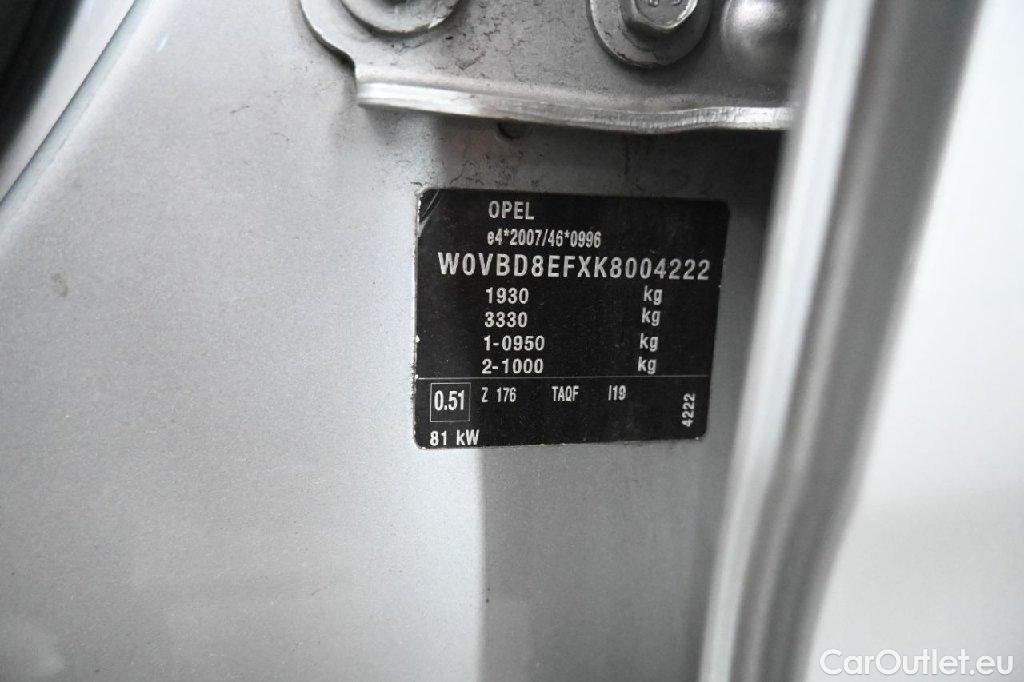 OPEL
e4*2007/46*0996
W0VBD8EFXK8004222
1930 kg
3330 kg
1-0950 kg
2-1000 kg
0.51 Z 176 TAQF I19
4222
81 kW
CarOutlet.eu